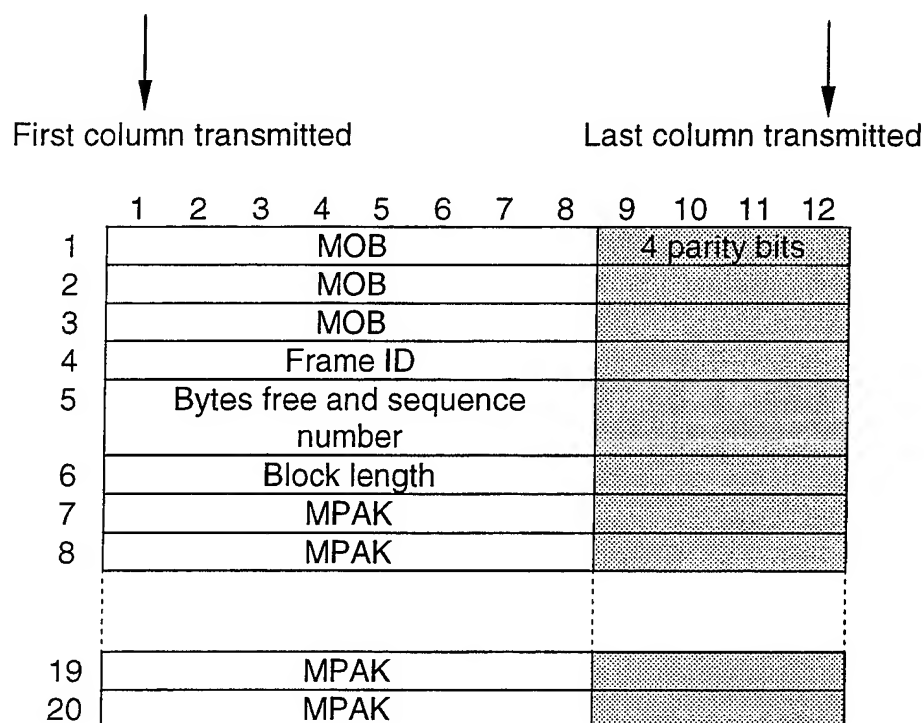 First column transmitted Last column transmitted
1 2 3 4 5 6 7 8 9 10 11 12
1 MOB 4 parity bits
2 MOB
3 MOB
4 Frame ID
5 Bytes free and sequence
number
6 Block length
7 MPAK
8 MPAK
19 MPAK
20 MPAK